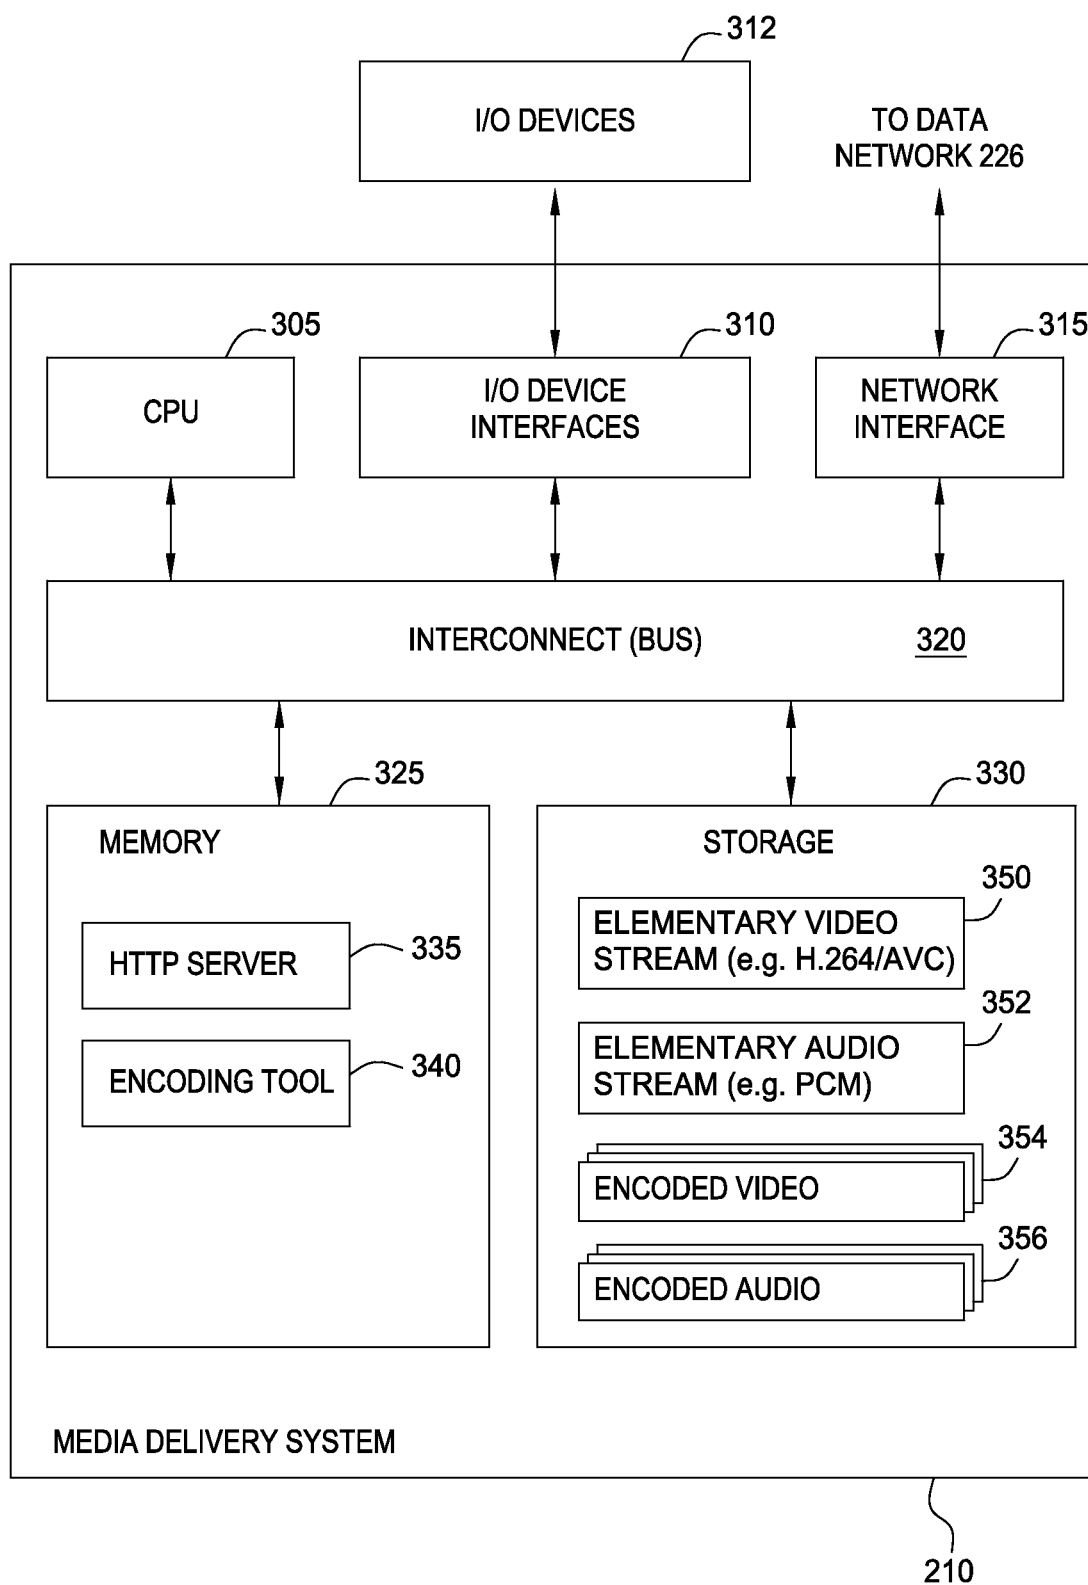 312
I/O DEVICES
TO DATA
NETWORK 226
305
310
315
CPU
I/O DEVICE
INTERFACES
NETWORK
INTERFACE
INTERCONNECT (BUS) 320
325
330
MEMORY
STORAGE
HTTP SERVER
335
ENCODING TOOL
340
350
ELEMENTARY VIDEO
STREAM (e.g. H.264/AVC)
352
ELEMENTARY AUDIO
STREAM (e.g. PCM)
354
ENCODED VIDEO
356
ENCODED AUDIO
MEDIA DELIVERY SYSTEM
210